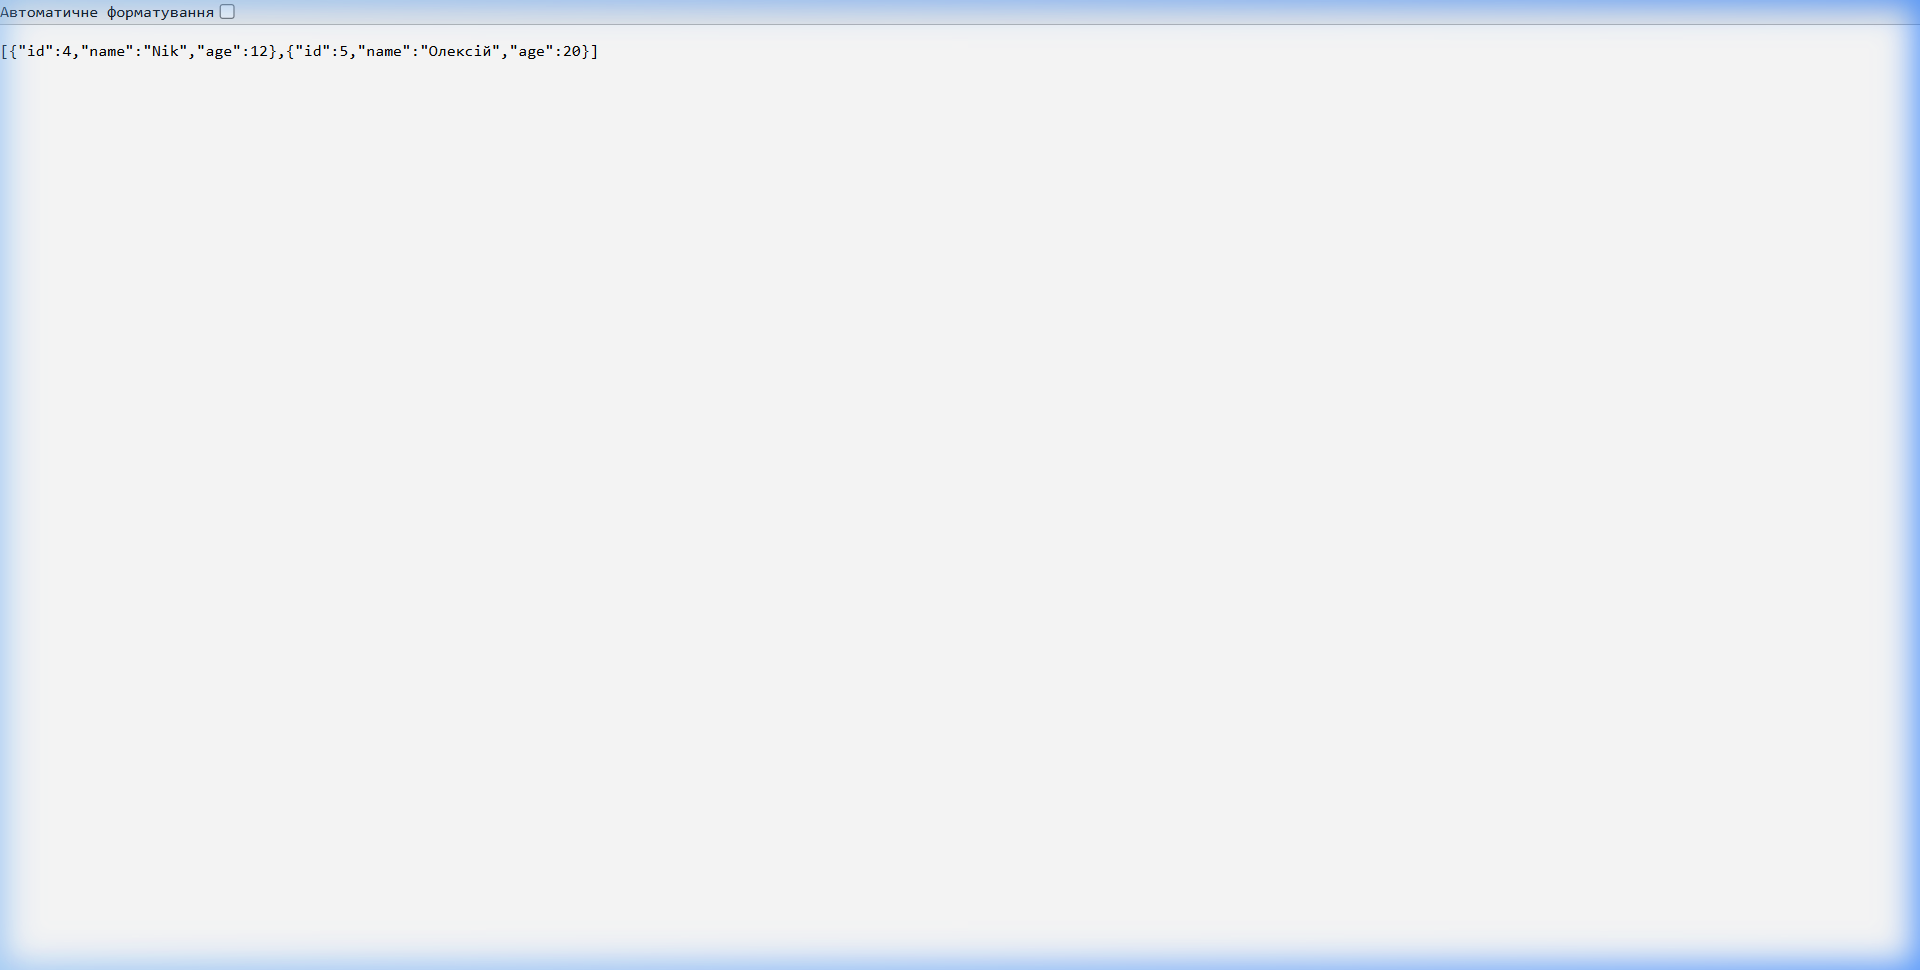 Автоматичне форматування
[{"id":4,"name":"Nik","age":12},{"id":5,"name":"Олексій","age":20}]